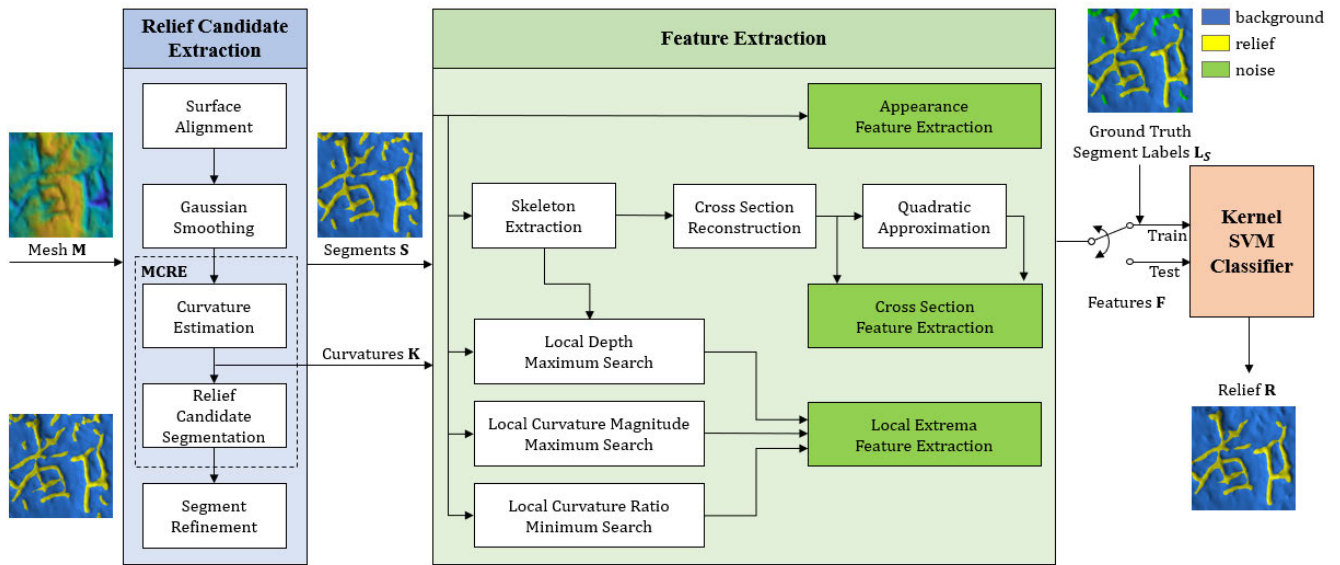 Relief Candidate
Extraction
Surface
Alignment
Gaussian
Smoothing
MCRE
Curvature
Estimation
Relief
Candidate
Segmentation
Segment
Refinement
Mesh M
Segments S
Curvatures K
Feature Extraction
Appearance
Feature Extraction
Skeleton
Extraction
Cross Section
Reconstruction
Quadratic
Approximation
Cross Section
Feature Extraction
Local Depth
Maximum Search
Local Curvature Magnitude
Maximum Search
Local Extrema
Feature Extraction
Local Curvature Ratio
Minimum Search
background
relief
noise
Ground Truth
Segment Labels L_S
Train
Test
Features F
Kernel
SVM
Classifier
Relief R